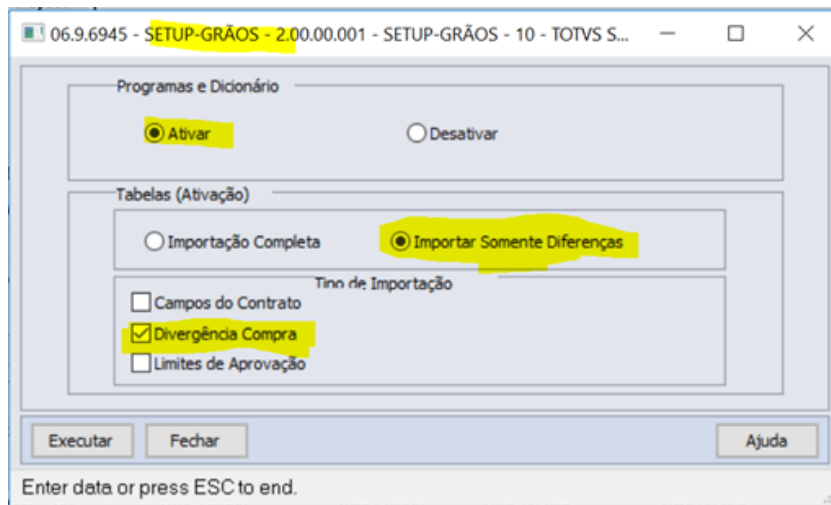 06.9.6945 - SETUP-GRÃOS - 2.00.00.001 - SETUP-GRÃOS - 10 - TOTVS S...
Programas e Dicionário
Ativar Desativar
Tabelas (Ativação)
Importação Completa Importar Somente Diferenças
Tipo de Importação
Campos do Contrato
Divergência Compra
Limites de Aprovação
Executar Fechar Ajuda
Enter data or press ESC to end.